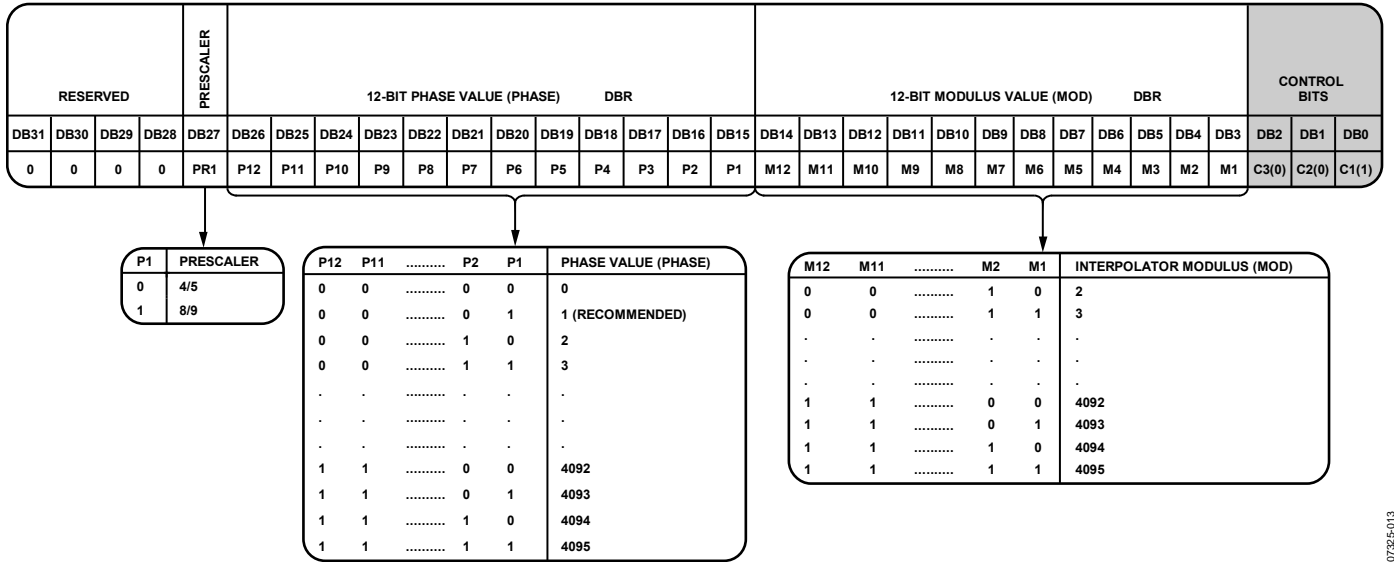 RESERVED PRESCALER 12-BIT PHASE VALUE (PHASE) DBR 12-BIT MODULUS VALUE (MOD) DBR CONTROL BITS
DB31 DB30 DB29 DB28 DB27 DB26 DB25 DB24 DB23 DB22 DB21 DB20 DB19 DB18 DB17 DB16 DB15 DB14 DB13 DB12 DB11 DB10 DB9 DB8 DB7 DB6 DB5 DB4 DB3 DB2 DB1 DB0
0 0 0 0 PR1 P12 P11 P10 P9 P8 P7 P6 P5 P4 P3 P2 P1 M12 M11 M10 M9 M8 M7 M6 M5 M4 M3 M2 M1 C3(0) C2(0) C1(1)
P1 PRESCALER
0 4/5
1 8/9
P12 P11 .......... P2 P1 PHASE VALUE (PHASE)
0 0 .......... 0 0 0
0 0 .......... 0 1 1 (RECOMMENDED)
0 0 .......... 1 0 2
0 0 .......... 1 1 3
. . .......... . . .
. . .......... . . .
. . .......... . . .
1 1 .......... 0 0 4092
1 1 .......... 0 1 4093
1 1 .......... 1 0 4094
1 1 .......... 1 1 4095
M12 M11 .......... M2 M1 INTERPOLATOR MODULUS (MOD)
0 0 .......... 1 0 2
0 0 .......... 1 1 3
. . .......... . . .
. . .......... . . .
. . .......... . . .
1 1 .......... 0 0 4092
1 1 .......... 0 1 4093
1 1 .......... 1 0 4094
1 1 .......... 1 1 4095
07325-013